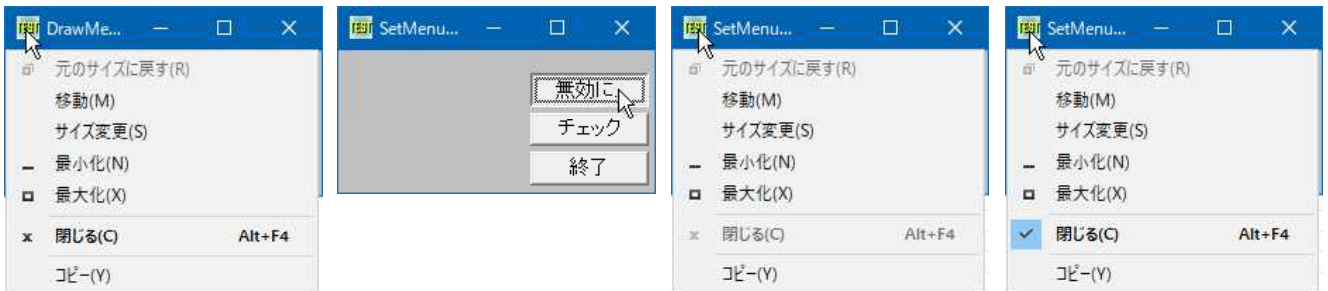 TEST DrawMe...
元のサイズに戻す(R)
移動(M)
サイズ変更(S)
最小化(N)
最大化(X)
閉じる(C) Alt+F4
コピー(Y)
TEST SetMenu...
無効に
チェック
終了
TEST SetMenu...
元のサイズに戻す(R)
移動(M)
サイズ変更(S)
最小化(N)
最大化(X)
閉じる(C) Alt+F4
コピー(Y)
TEST SetMenu...
元のサイズに戻す(R)
移動(M)
サイズ変更(S)
最小化(N)
最大化(X)
閉じる(C) Alt+F4
コピー(Y)